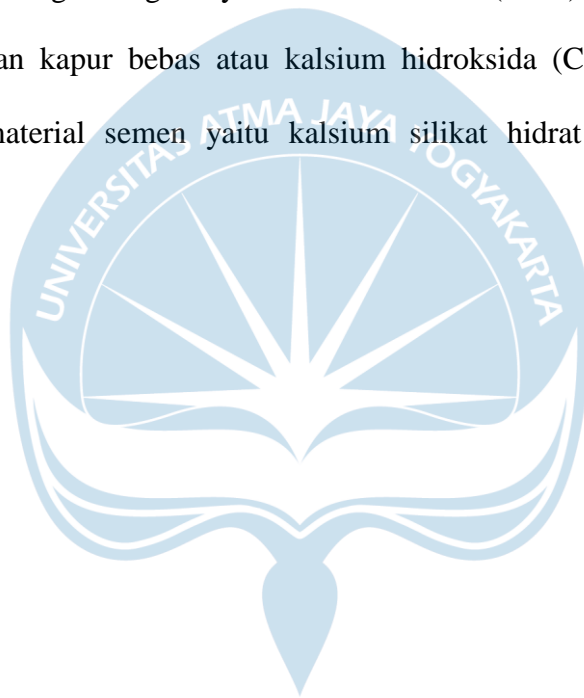 an kapur bebas atau kalsium hidroksida (C
material semen yaitu kalsium silikat hidrat
UNIVERSITAS ATMA JAYA YOGYAKARTA